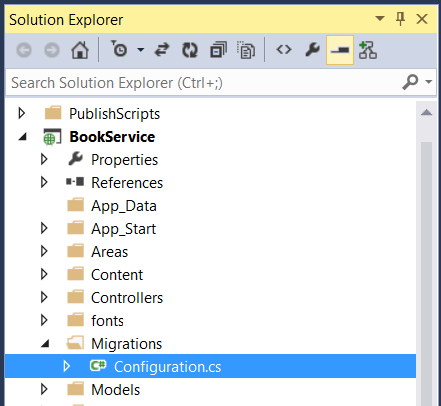 Solution Explorer
Search Solution Explorer (Ctrl+;)
PublishScripts
BookService
Properties
References
App_Data
App_Start
Areas
Content
Controllers
fonts
Migrations
C# Configuration.cs
Models